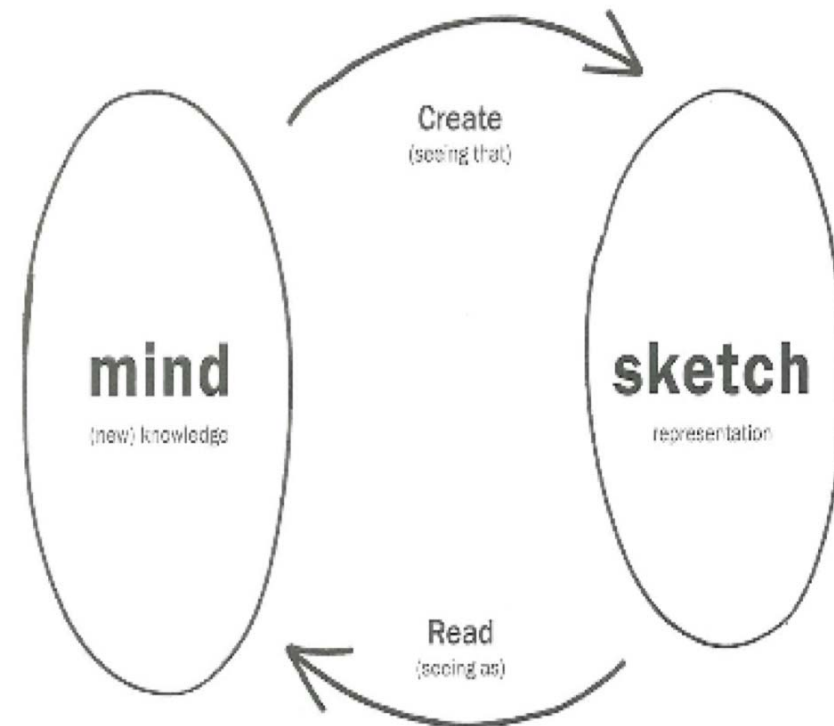 Create
(seeing that)
mind
(new) knowledge
sketch
representation
Read
(seeing as)